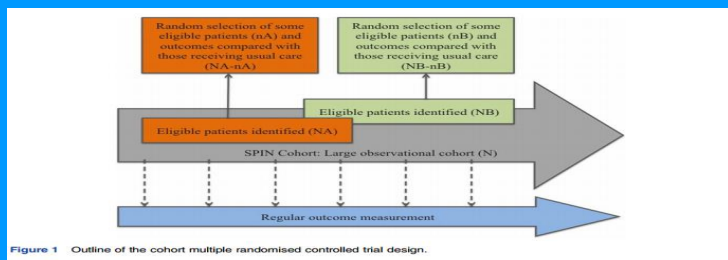 Random selection of some
eligible patients (nA) and
outcomes compared with
those receiving usual care
(NA-nA)
Random selection of some
eligible patients (nB) and
outcomes compared with
those receiving usual care
(NB-nB)
Eligible patients identified (NB)
Eligible patients identified (NA)
SPIN Cohort: Large observational cohort (N)
Regular outcome measurement
Figure 1 Outline of the cohort multiple randomised controlled trial design.